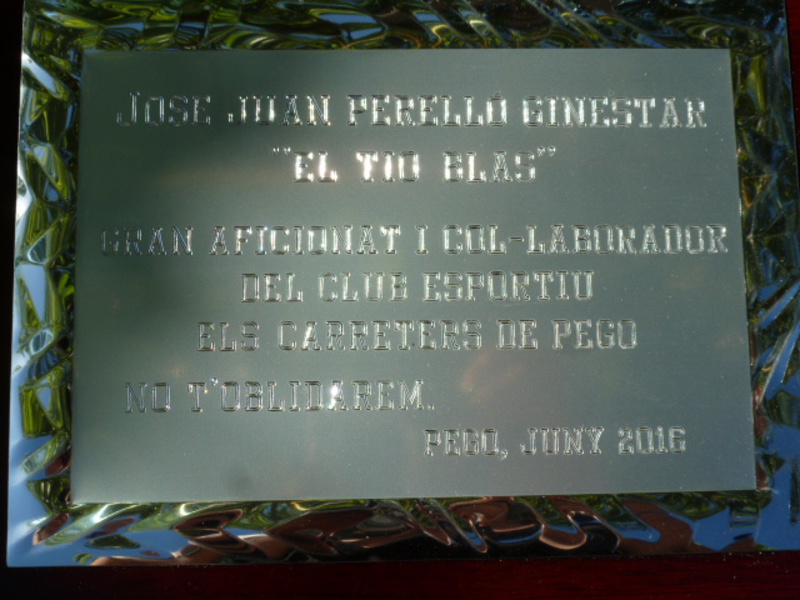 JOSE JUAN PERELLÓ GINESTAR
"EL TIO BLAS"
GRAN AFICIONAT I COL-LABORADOR
DEL CLUB ESPORTIU
ELS CARRETERS DE PEGO
NO T'OBLIDAREM.
PEGO, JUNY 2016